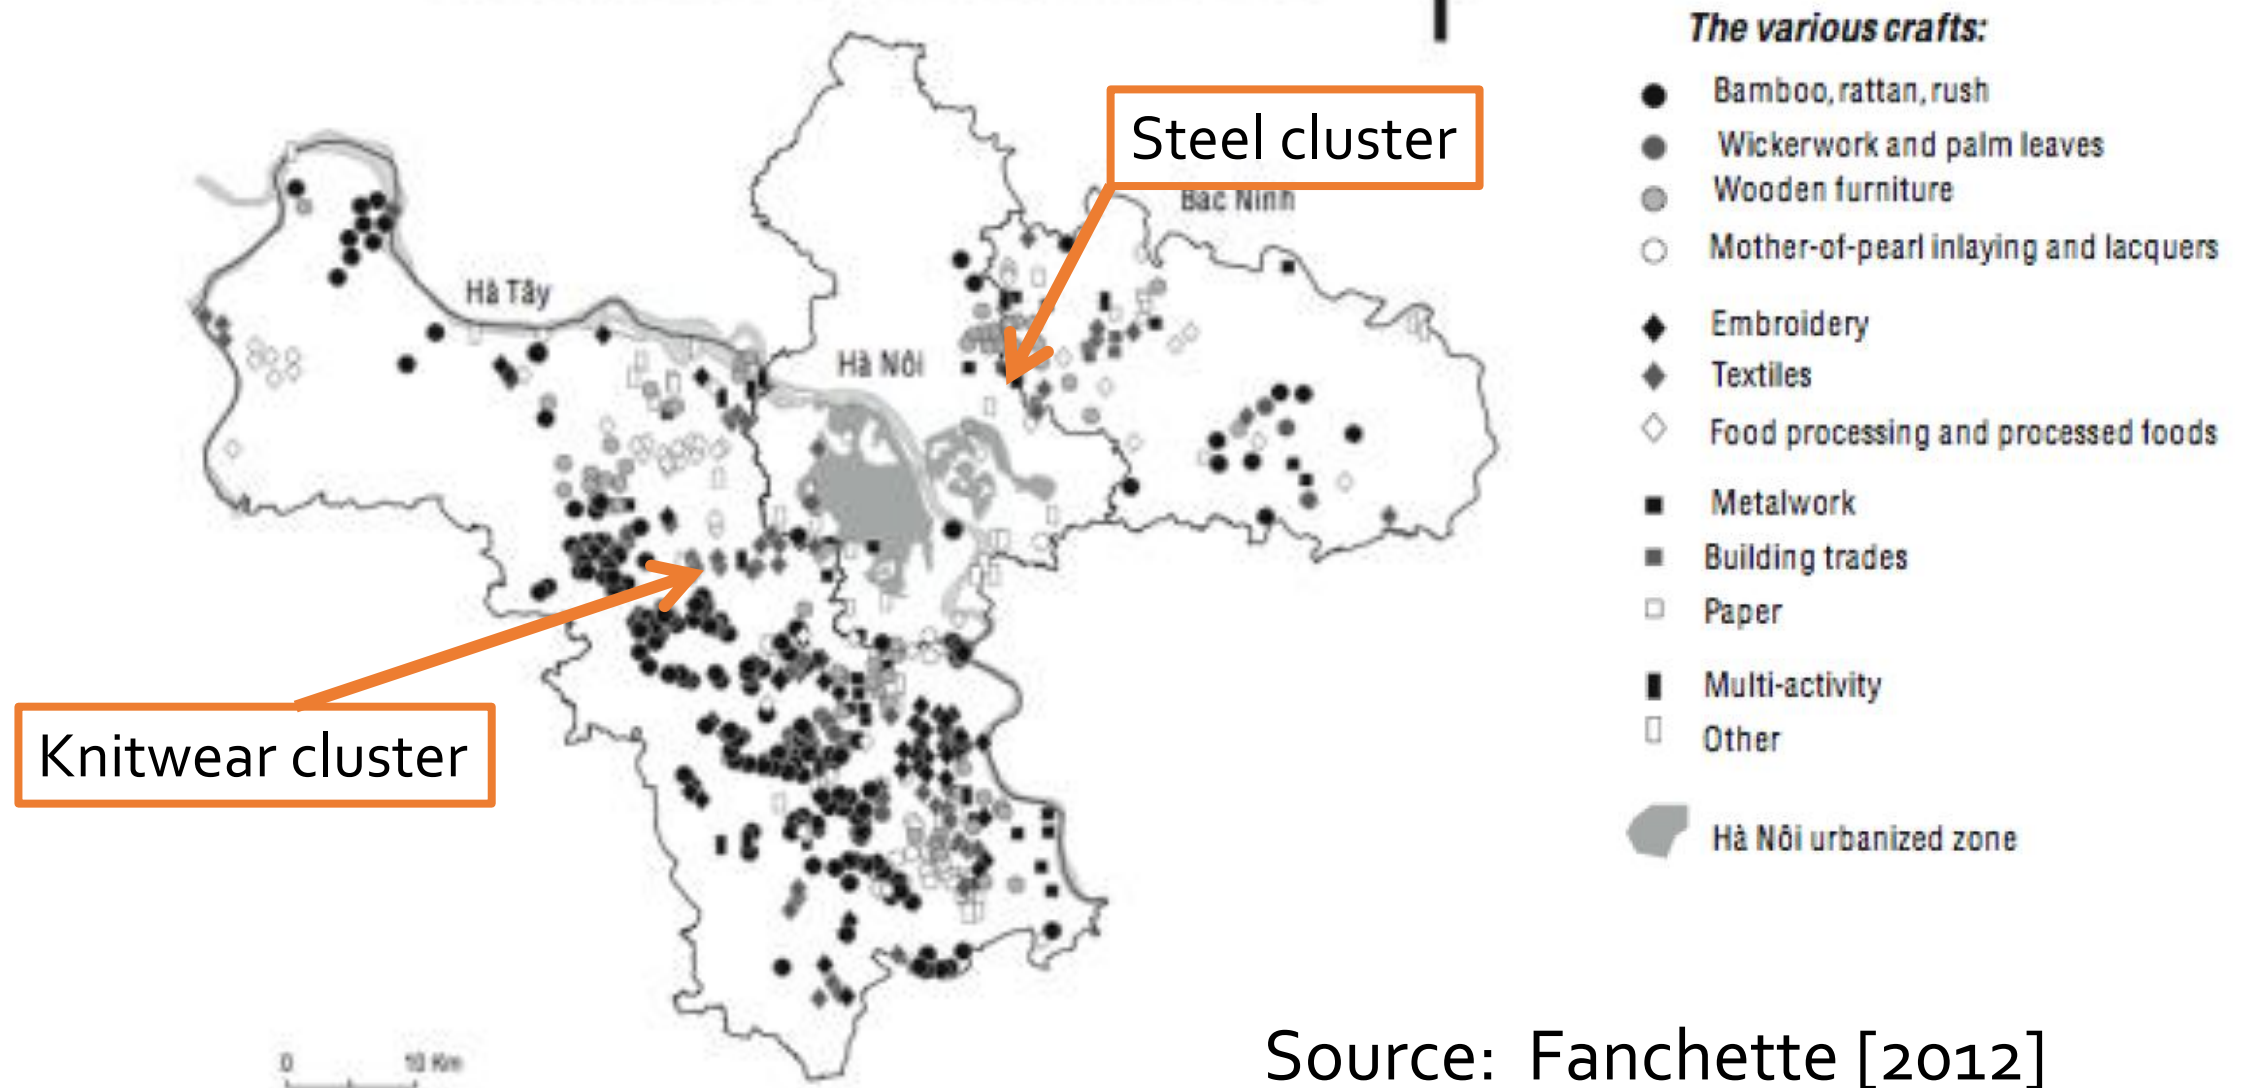 Steel cluster
Bac Ninh
Hà Tây
Hà Nôi
Knitwear cluster
0 10 Km
The various crafts:
Bamboo, rattan, rush
Wickerwork and palm leaves
Wooden furniture
Mother-of-pearl inlaying and lacquers
Embroidery
Textiles
Food processing and processed foods
Metalwork
Building trades
Paper
Multi-activity
Other
Hà Nôi urbanized zone
Source: Fanchette [2012]